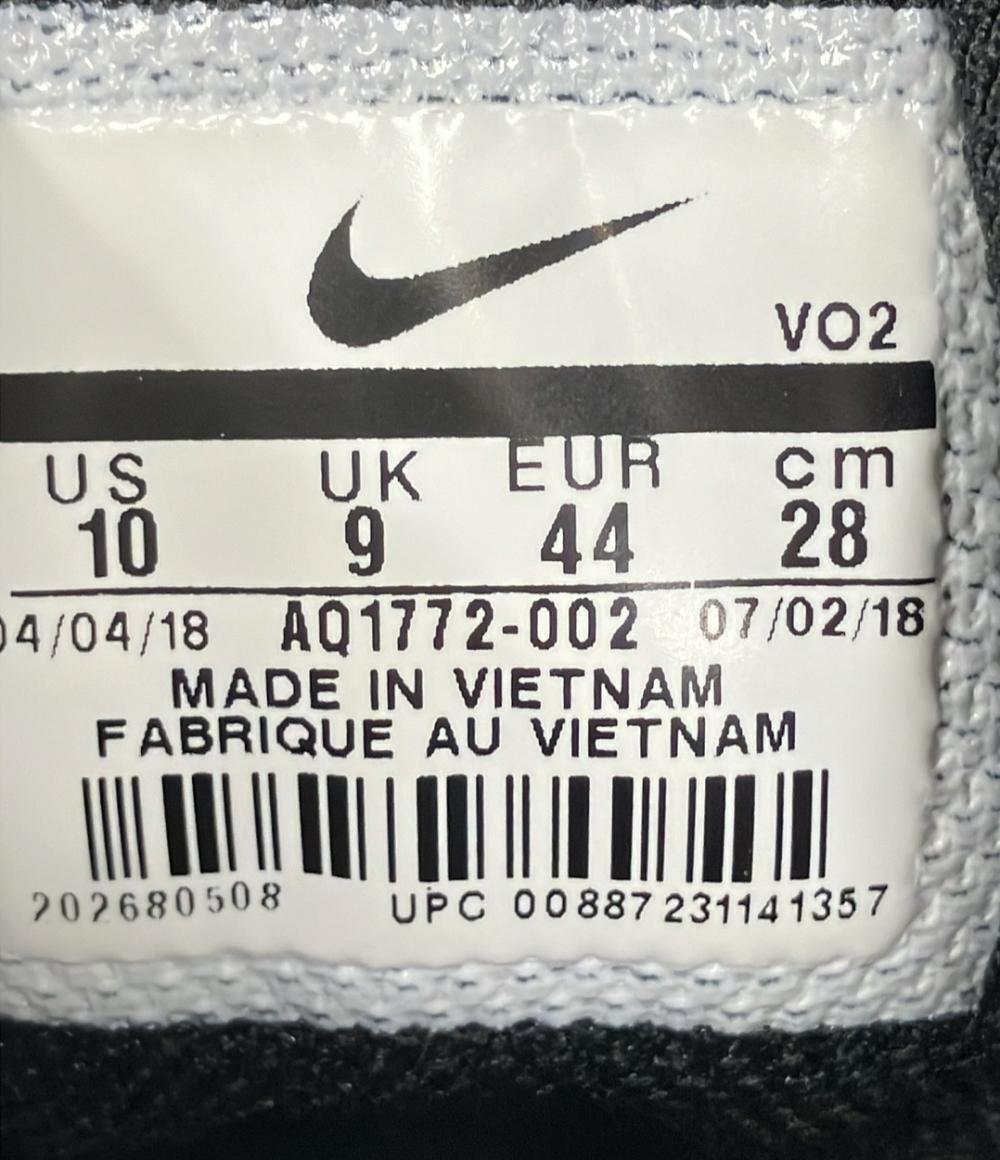 VO2
US UK EUR cm
10 9 44 28
04/04/18 AQ1772-002 07/02/18
MADE IN VIETNAM
FABRIQUE AU VIETNAM
202680508 UPC 00887231141357